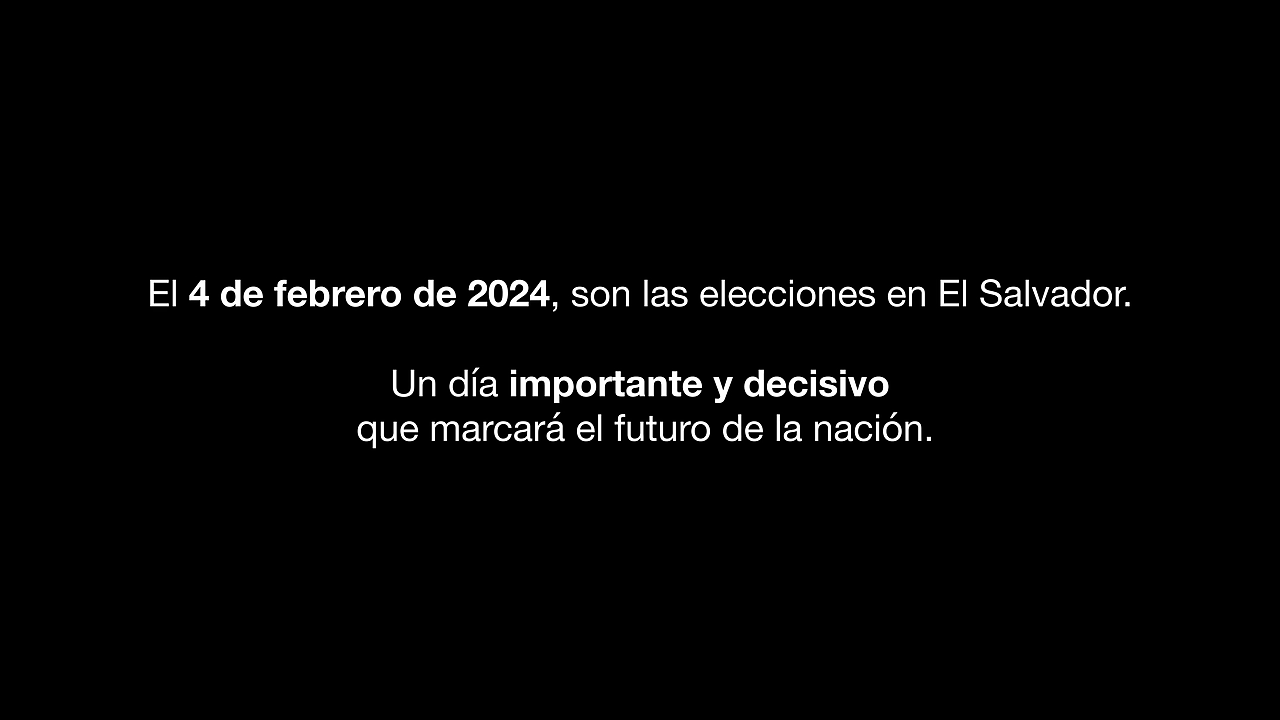 El 4 de febrero de 2024, son las elecciones en El Salvador.
Un día importante y decisivo
que marcará el futuro de la nación.